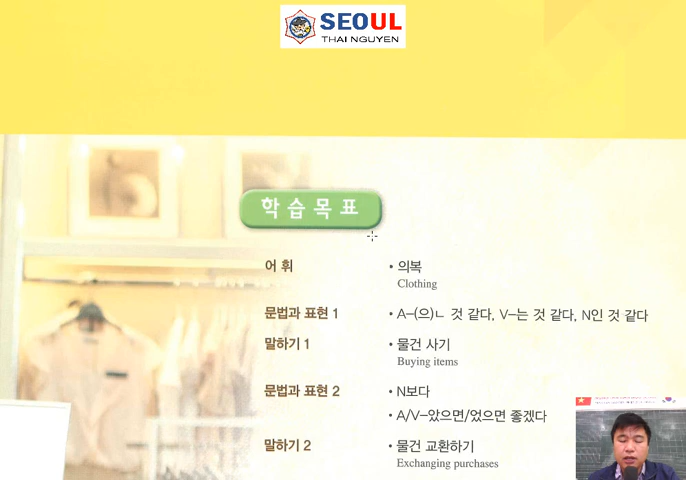 SEOUL
THAI NGUYEN
학습목표
어휘 • 의복
Clothing
문법과 표현 1 • A-(으)ㄴ 것 같다, V-는 것 같다, N인 것 같다
말하기 1 • 물건 사기
Buying items
문법과 표현 2 • N보다
• A/V-았으면/었으면 좋겠다
말하기 2 • 물건 교환하기
Exchanging purchases